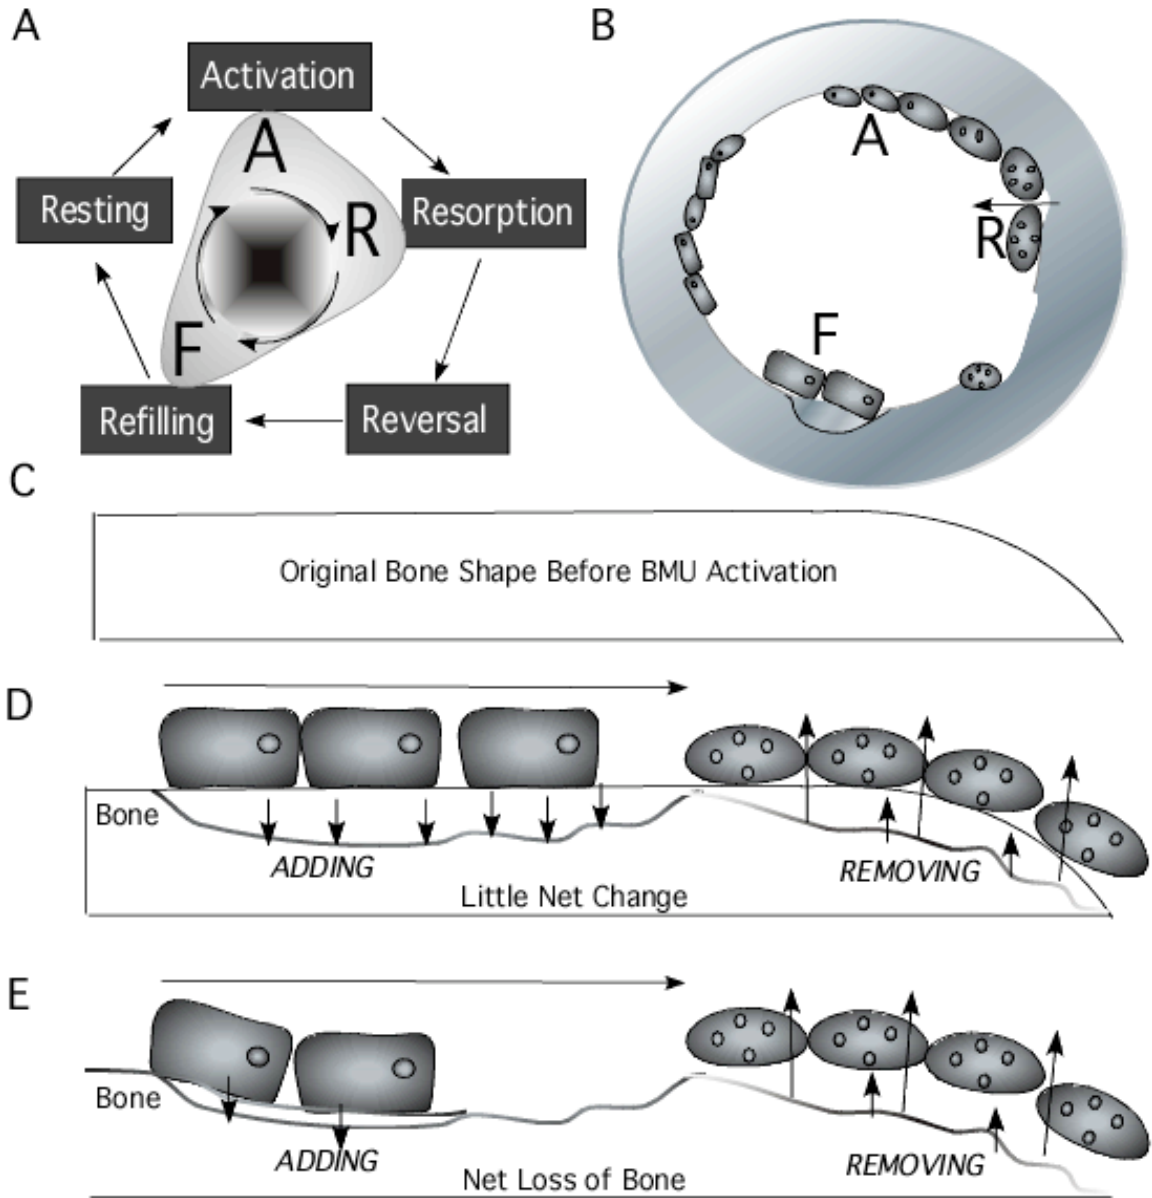 A
Activation
A
Resting
R
Resorption
F
Refilling
Reversal
B
A
R
F
C
Original Bone Shape Before BMU Activation
D
Bone
ADDING
REMOVING
Little Net Change
E
Bone
ADDING
REMOVING
Net Loss of Bone